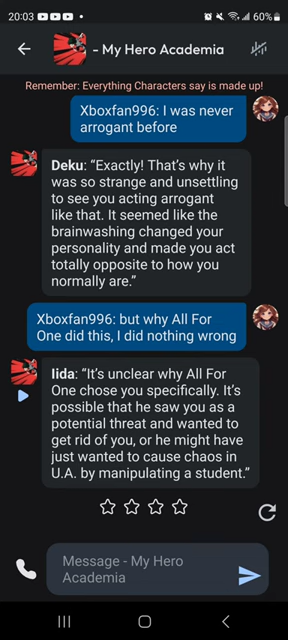 20:03
60%
- My Hero Academia
Remember: Everything Characters say is made up!
Xboxfan996: I was never
arrogant before
Deku: “Exactly! That’s why it
was so strange and unsettling
to see you acting arrogant
like that. It seemed like the
brainwashing changed your
personality and made you act
totally opposite to how you
normally are.”
Xboxfan996: but why All For
One did this, I did nothing wrong
Iida: “It’s unclear why All For
One chose you specifically. It’s
possible that he saw you as a
potential threat and wanted to
get rid of you, or he might have
just wanted to cause chaos in
U.A. by manipulating a student.”
Message - My Hero
Academia